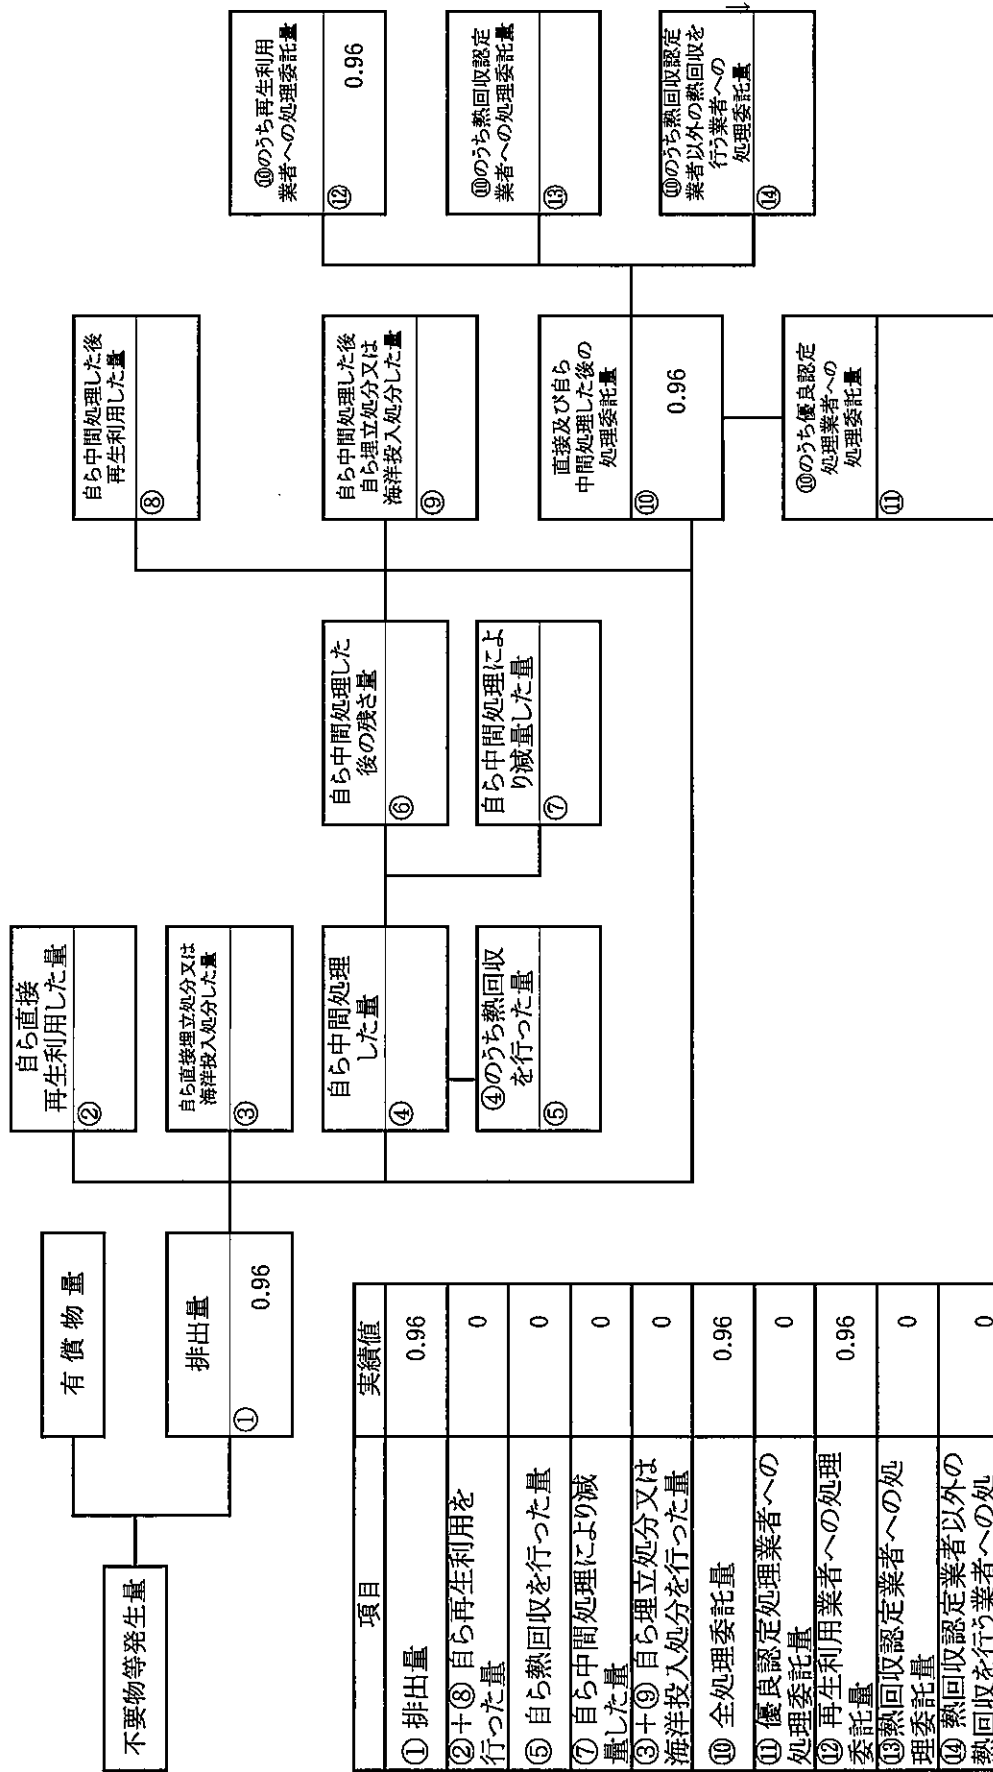 不要物等発生量
有 償 物 量
排出量
①
0.96
自ら直接
再生利用した量
②
自ら直接埋立処分又は
海洋投入処分した量
③
自ら中間処理
した量
④
④のうち熱回収
を行った量
⑤
自ら中間処理した
後の残さ量
⑥
自ら中間処理によ
り減量した量
⑦
自ら中間処理した後
再生利用した量
⑧
自ら中間処理した後
自ら埋立処分又は
海洋投入処分した量
⑨
直接及び自ら
中間処理した後の
処理委託量
⑩
0.96
⑩のうち優良認定
処理業者への
処理委託量
⑪
⑩のうち再生利用
業者への処理委託量
⑫
0.96
⑩のうち熱回収認定
業者への処理委託量
⑬
⑩のうち熱回収認定
業者以外の熱回収を
行う業者への
処理委託量
⑭
項目 実績値
① 排出量 0.96
②+⑧ 自ら再生利用を
行った量 0
⑤ 自ら熱回収を行った量 0
⑦ 自ら中間処理により減
量した量 0
③+⑨ 自ら埋立処分又は
海洋投入処分を行った量 0
⑩ 全処理委託量 0.96
⑪ 優良認定処理業者への
処理委託量 0
⑫ 再生利用業者への処理
委託量 0.96
⑬熱回収認定業者への処
理委託量 0
⑭ 熱回収認定業者以外の
熱回収を行う業者への処 0